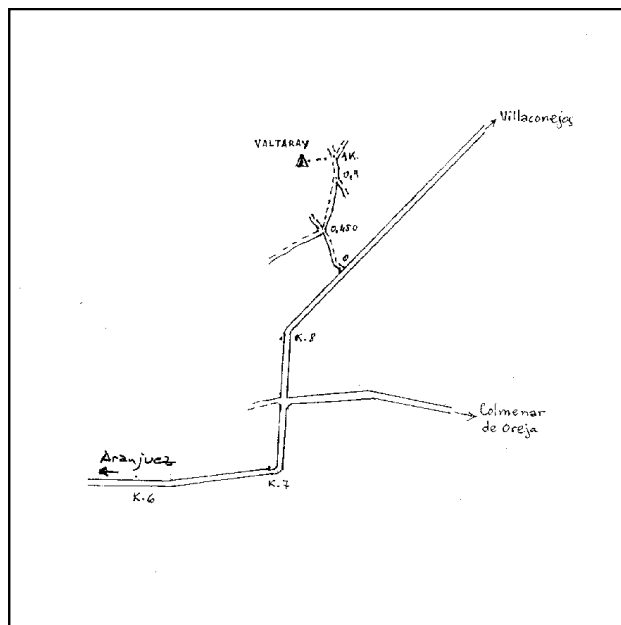 Villaconejos
VALTARAY
1K.
0,9
0,450
0
K.8
Colmenar
de Oreja
Aranjuez
K.6
K.7